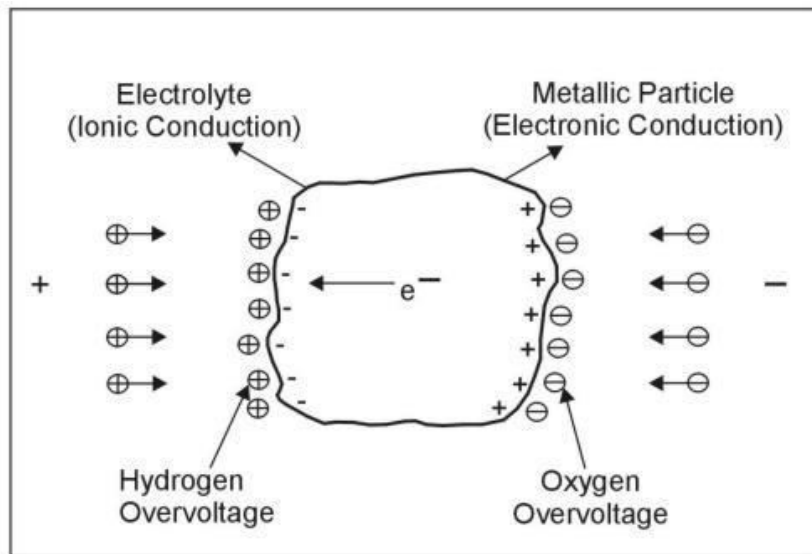 Electrolyte
(Ionic Conduction)
Metallic Particle
(Electronic Conduction)
+
e−
−
Hydrogen
Overvoltage
Oxygen
Overvoltage